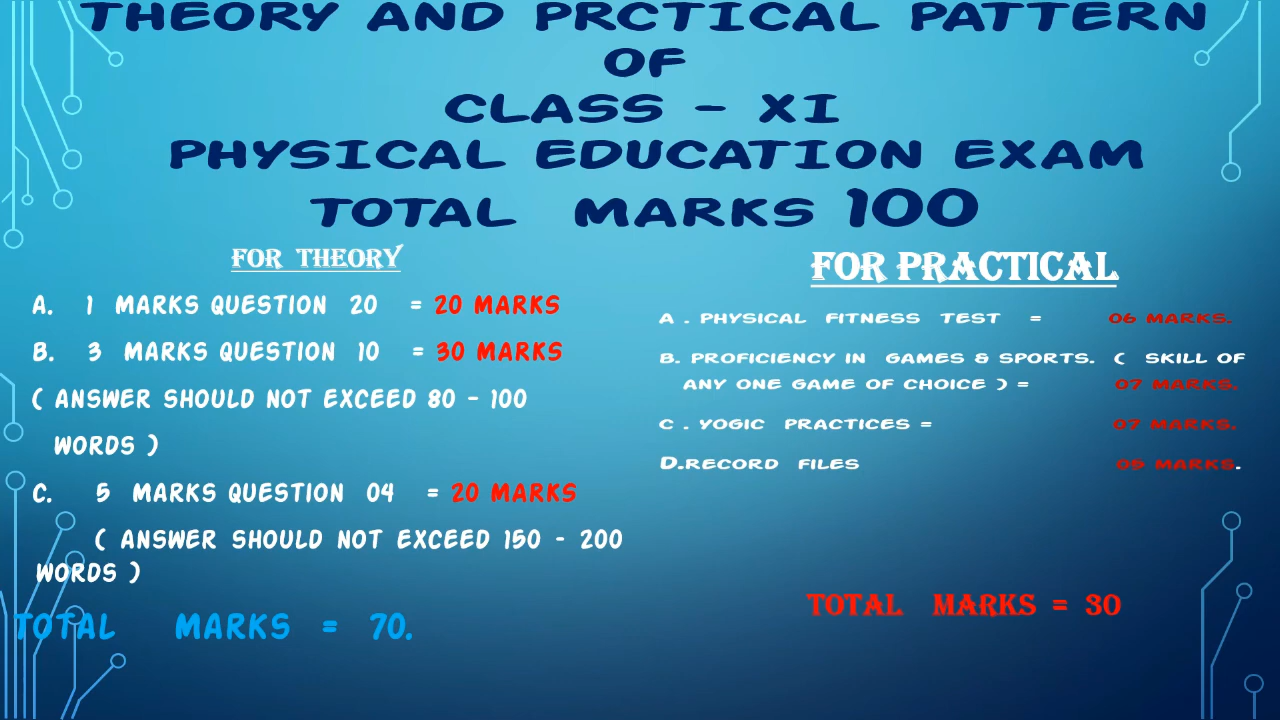 THEORY AND PRCTICAL PATTERN
OF
CLASS – XI
PHYSICAL EDUCATION EXAM
TOTAL MARKS 100
FOR THEORY
A. 1 MARKS QUESTION 20 = 20 MARKS
B. 3 MARKS QUESTION 10 = 30 MARKS
( ANSWER SHOULD NOT EXCEED 80 – 100
WORDS )
C. 5 MARKS QUESTION 04 = 20 MARKS
( ANSWER SHOULD NOT EXCEED 150 – 200
WORDS )
TOTAL MARKS = 70.
FOR PRACTICAL
A . PHYSICAL FITNESS TEST = 06 MARKS.
B. PROFICIENCY IN GAMES & SPORTS. ( SKILL OF
ANY ONE GAME OF CHOICE ) = 07 MARKS.
C . YOGIC PRACTICES = 07 MARKS.
D.RECORD FILES MARKS.
TOTAL MARKS = 30